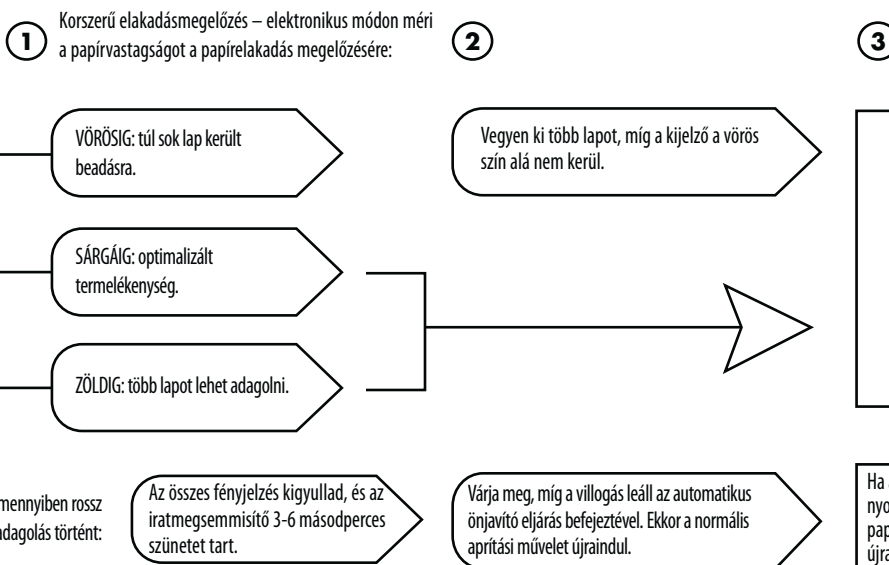 1
Korszerű elakadásmegelőzés – elektronikus módon méri
a papírvastagságot a papírelakadás megelőzésére:
2
3
VÖRÖSIG: túl sok lap került
beadásra.
Vegyen ki több lapot, míg a kijelző a vörös
szín alá nem kerül.
SÁRGÁIG: optimalizált
termelékenység.
ZÖLDIG: több lapot lehet adagolni.
mennyiben rossz
adagolás történt:
Az összes fényjelzés kigyullad, és az
iratmegsemmisítő 3-6 másodperces
szünetet tart.
Várja meg, míg a villogás leáll az automatikus
önjavító eljárás befejeztével. Ekkor a normális
aprítási művelet újraindul.
Ha
nyo
pap
újra